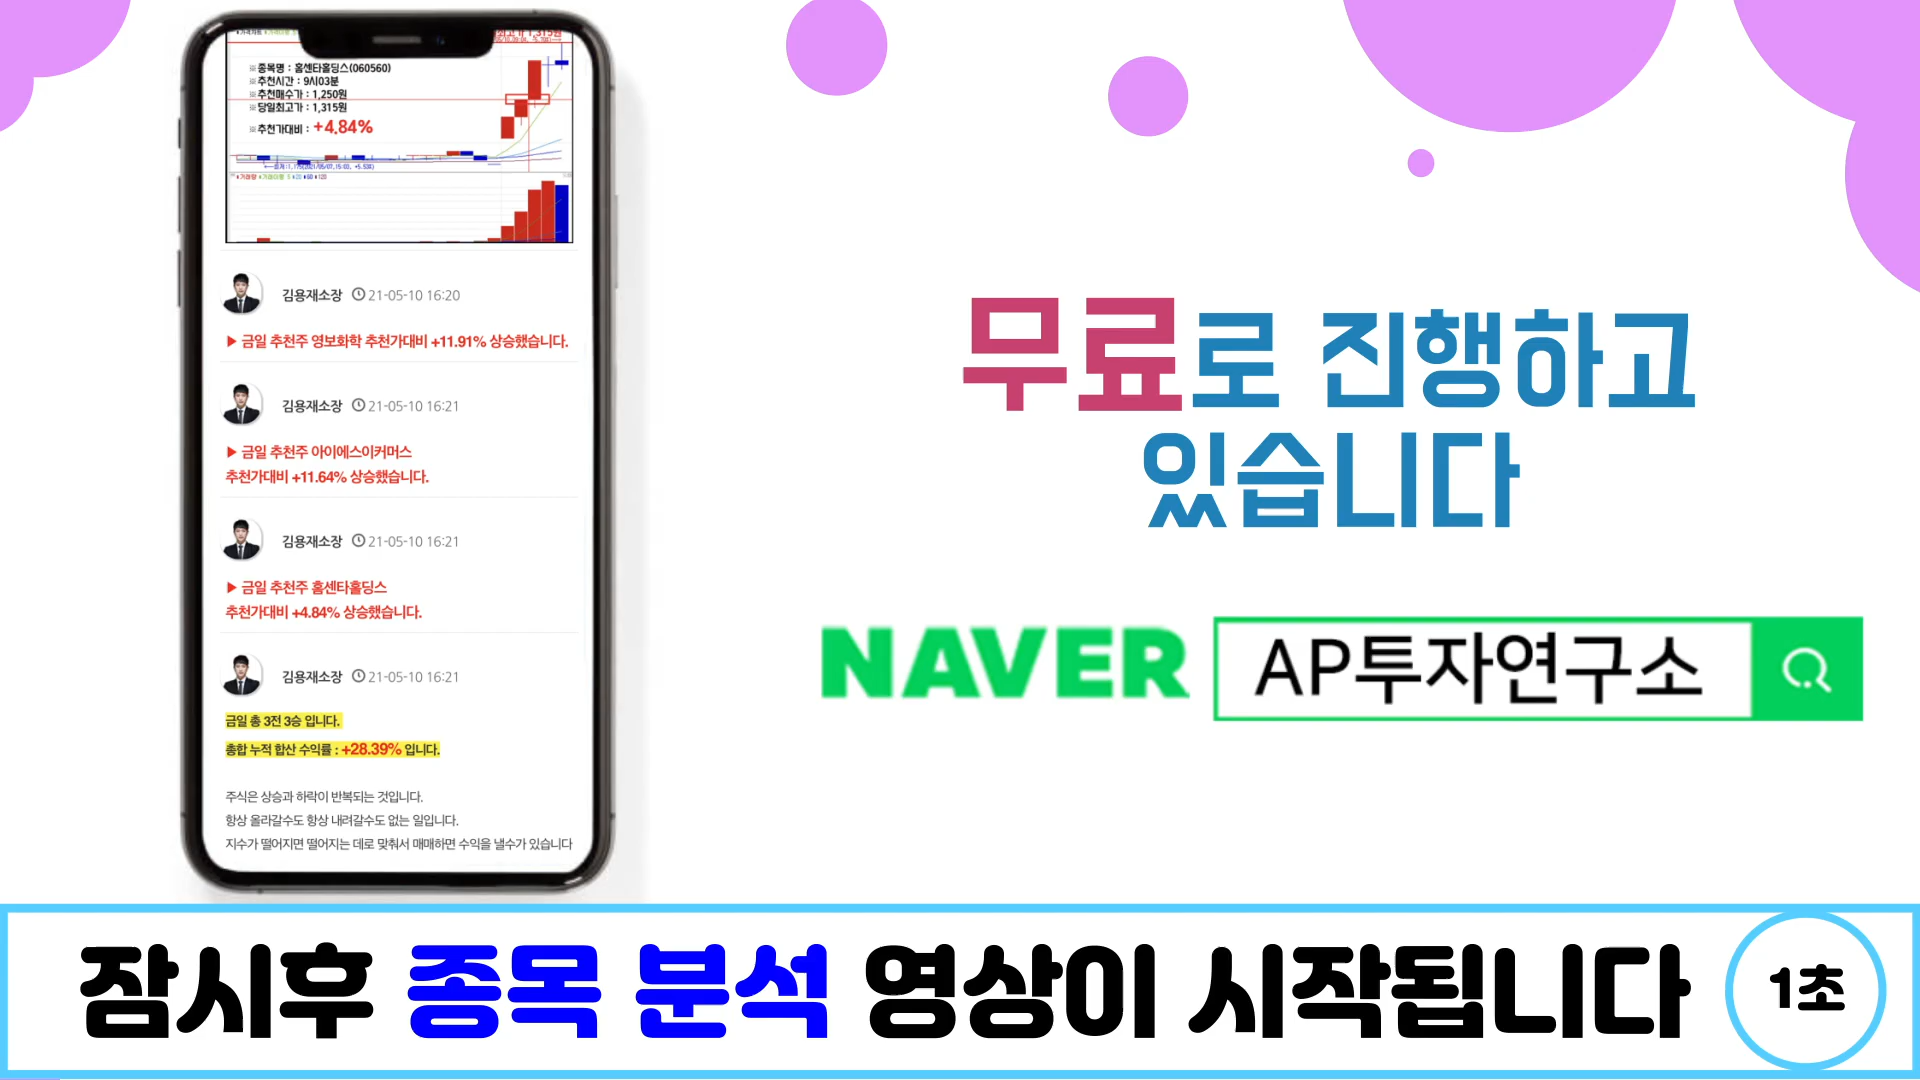 ※종목명 : 홈센타홀딩스(060560)
※추천시간 : 9시03분
※추천매수가 : 1,250원
※당일최고가 : 1,315원
※추천가대비 : +4.84%
김용재소장 21-05-10 16:20
▶ 금일 추천주 영보화학 추천가대비 +11.91% 상승했습니다.
김용재소장 21-05-10 16:21
▶ 금일 추천주 아이에스이커머스
추천가대비 +11.64% 상승했습니다.
김용재소장 21-05-10 16:21
▶ 금일 추천주 홈센타홀딩스
추천가대비 +4.84% 상승했습니다.
김용재소장 21-05-10 16:21
금일 총 3전 3승 입니다.
총합 누적 합산 수익률 : +28.39% 입니다.
주식은 상승과 하락이 반복되는 것입니다.
항상 올라갈수도 항상 내려갈수도 없는 일입니다.
지수가 떨어지면 떨어지는 데로 맞춰서 매매하면 수익을 낼수가 있습니다
무료로 진행하고
있습니다
NAVER AP투자연구소
잠시후 종목 분석 영상이 시작됩니다 1초